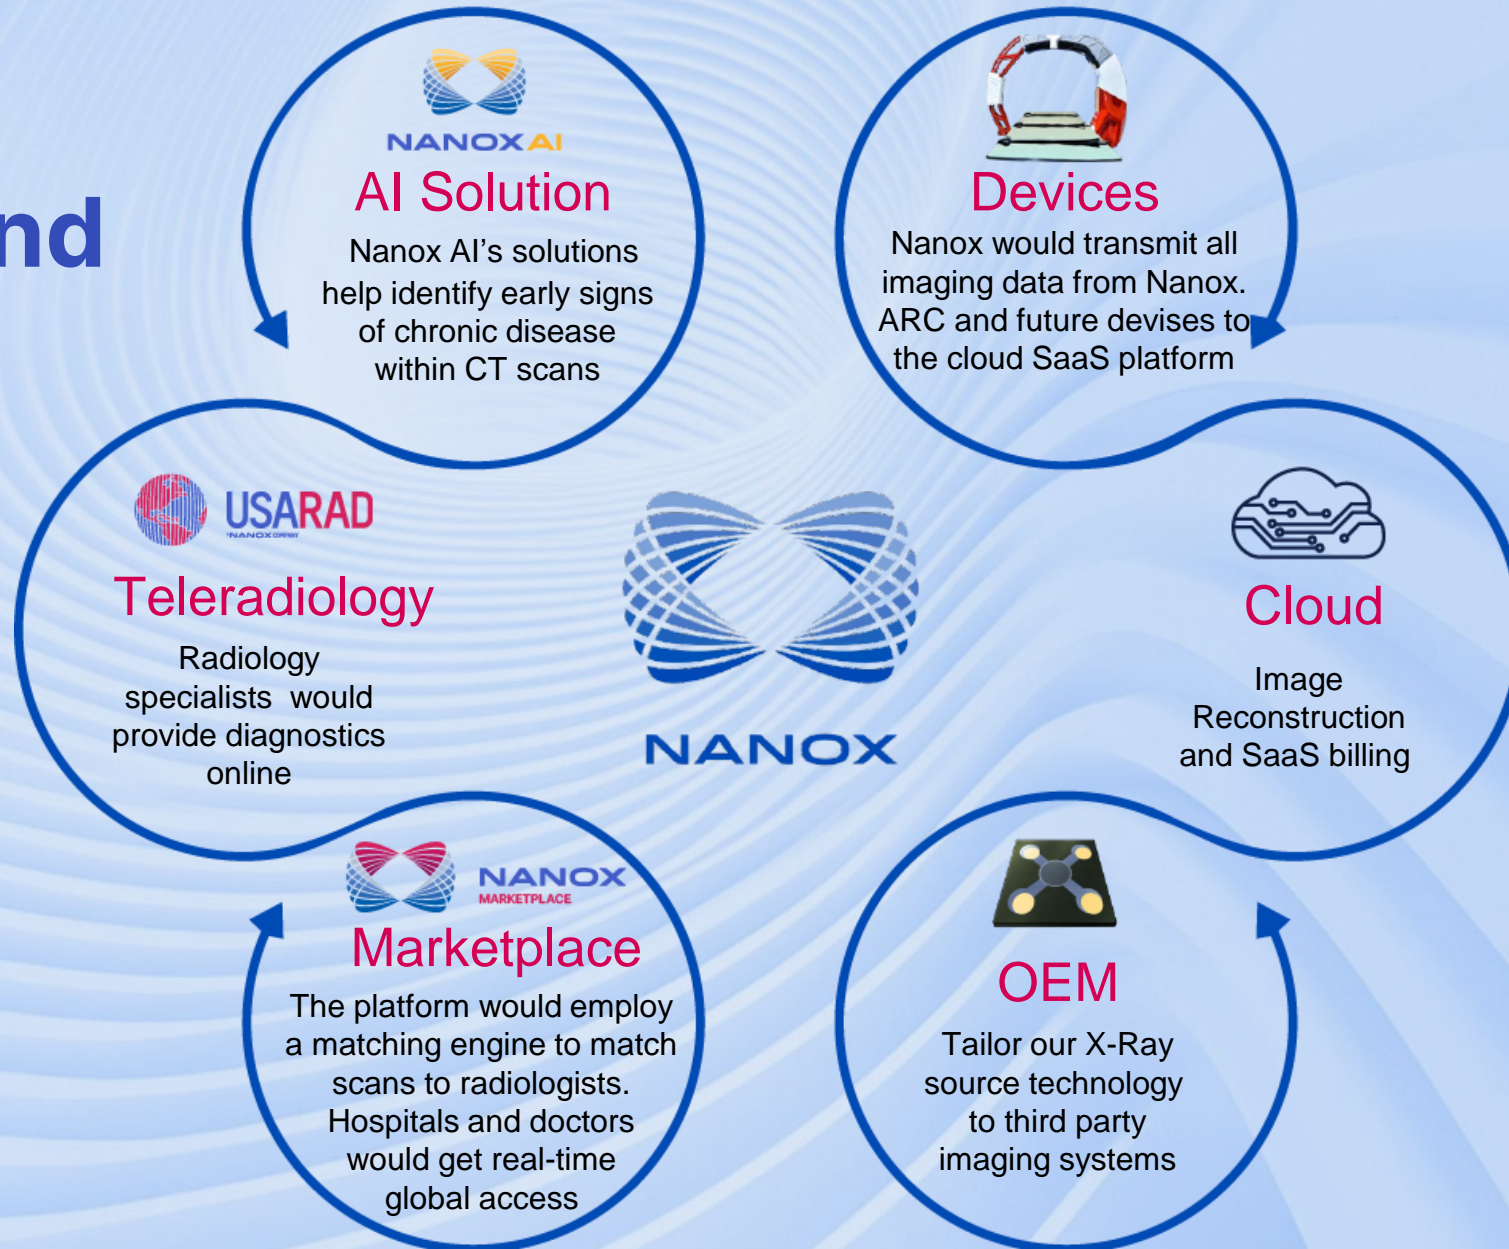 nd
NANOX AI
AI Solution
Nanox AI’s solutions
help identify early signs
of chronic disease
within CT scans
Devices
Nanox would transmit all
imaging data from Nanox.
ARC and future devises to
the cloud SaaS platform
USARAD
A NANOX COMPANY
Teleradiology
Radiology
specialists would
provide diagnostics
online
NANOX
Cloud
Image
Reconstruction
and SaaS billing
NANOX
MARKETPLACE
Marketplace
The platform would employ
a matching engine to match
scans to radiologists.
Hospitals and doctors
would get real-time
global access
OEM
Tailor our X-Ray
source technology
to third party
imaging systems